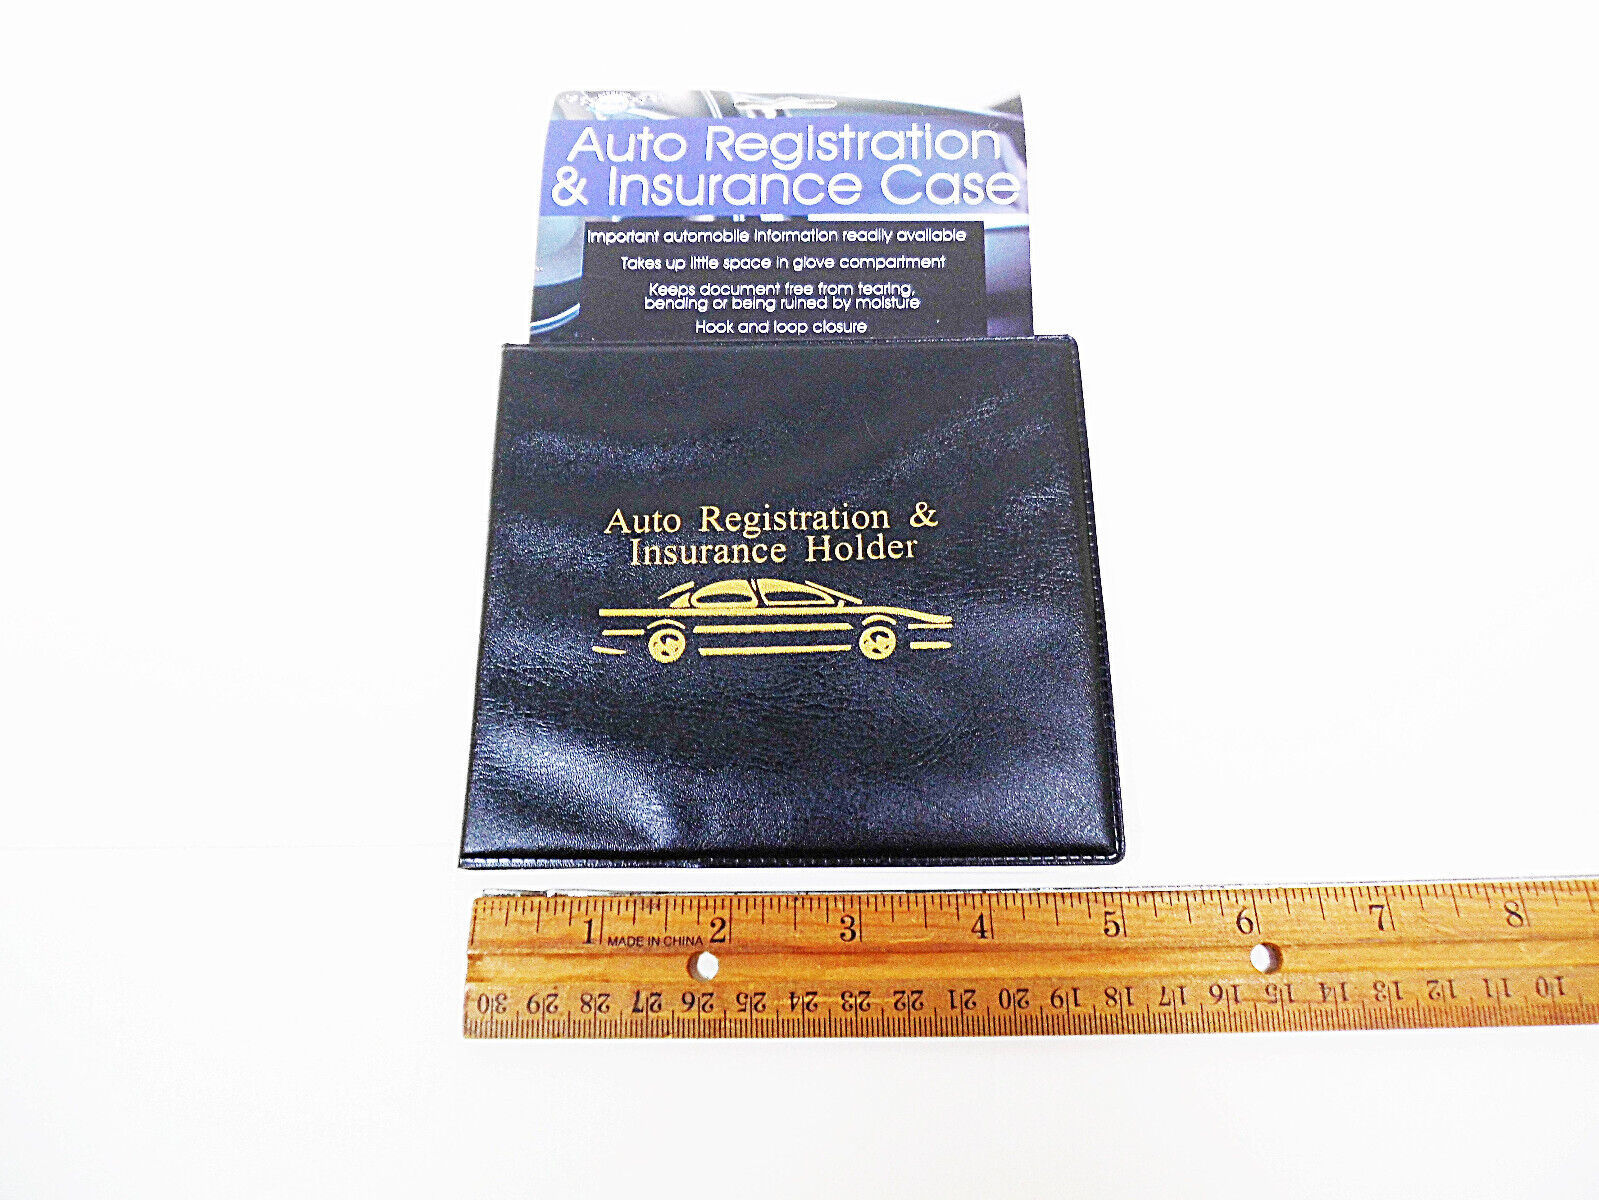 Auto Registration
& Insurance Case
Important automobile information readily available
Takes up little space in glove compartment
Keeps document free from tearing,
bending or being ruined by moisture
Hook and loop closure
Auto Registration &
Insurance Holder
1 2 3 4 5 6 7 8
MADE IN CHINA
30 29 28 27 26 25 24 23 22 21 20 19 18 17 16 15 14 13 12 11 10